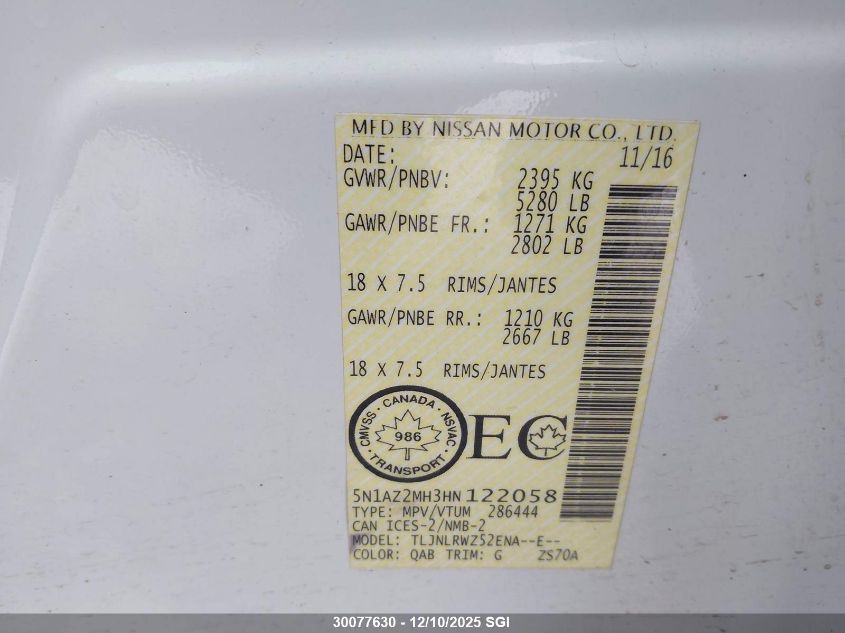 MFD BY NISSAN MOTOR CO., LTD.
DATE: 11/16
GVWR/PNBV: 2395 KG
5280 LB
GAWR/PNBE FR.: 1271 KG
2802 LB
18 X 7.5 RIMS/JANTES
GAWR/PNBE RR.: 1210 KG
2667 LB
18 X 7.5 RIMS/JANTES
CMVSS · CANADA · NSVAC
986
TRANSPORT
EC
5N1AZ2MH3HN122058
TYPE: MPV/VTUM 286444
CAN ICES-2/NMB-2
MODEL: TLJNLRWZ52ENA--E--
COLOR: QAB TRIM: G ZS70A
30077630 - 12/10/2025 SGI